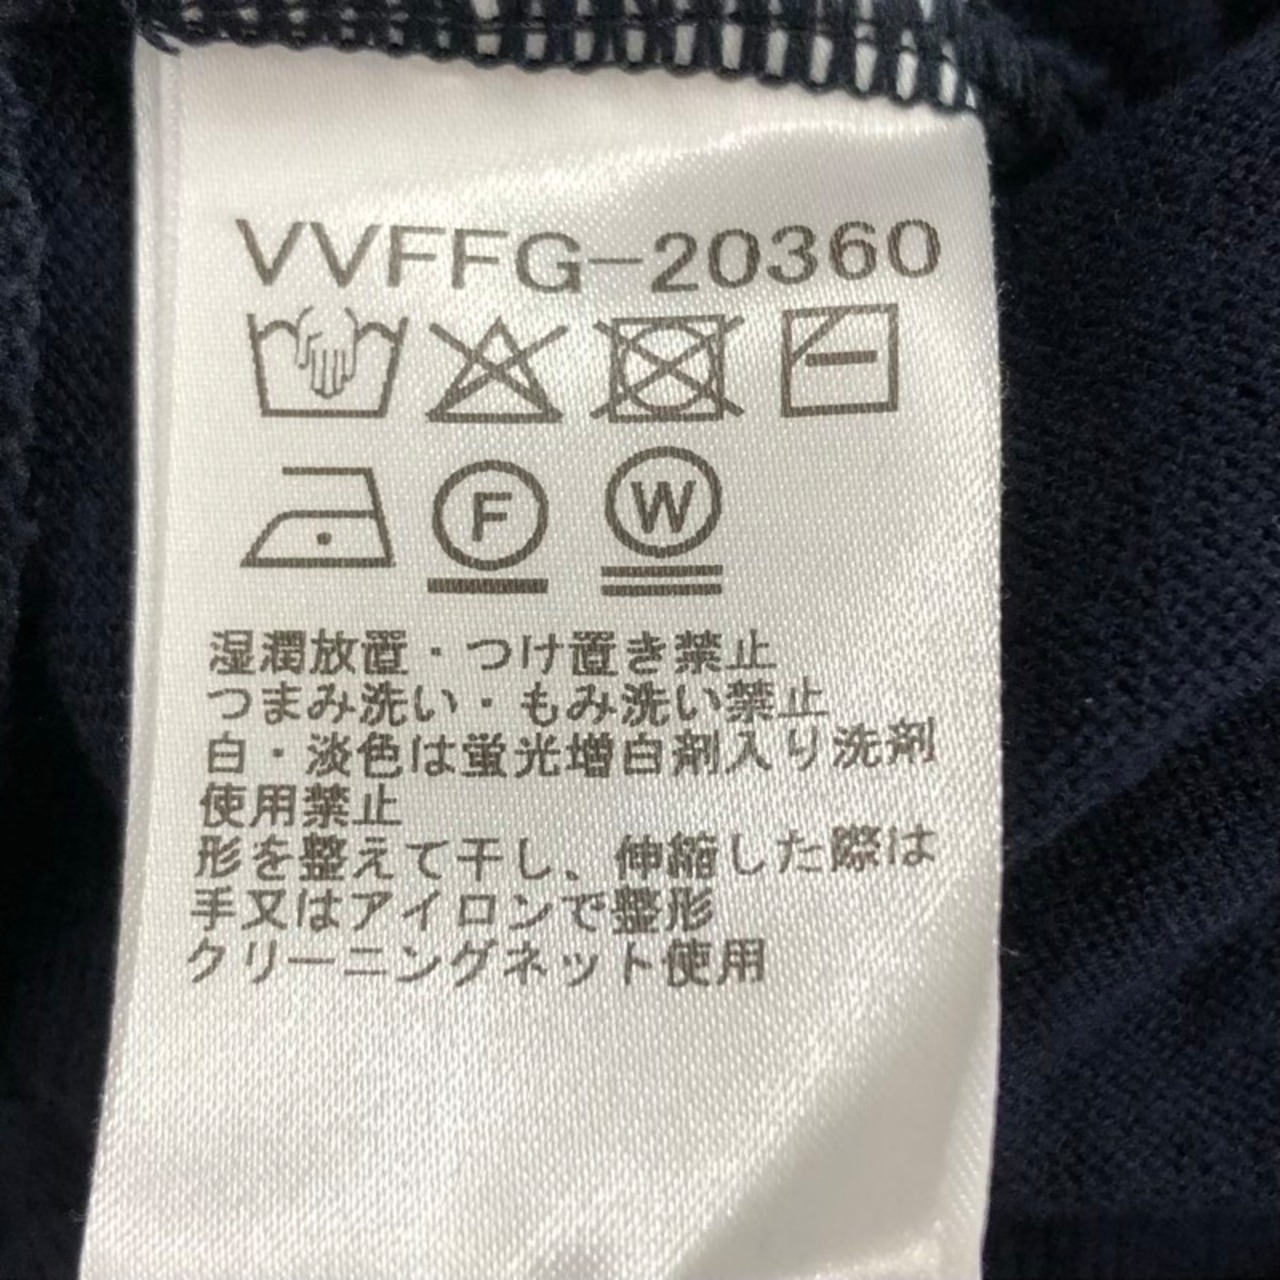 VVFFG-20360
F
W
湿潤放置・つけ置き禁止
つまみ洗い・もみ洗い禁止
白・淡色は蛍光増白剤入り洗剤
使用禁止
形を整えて干し、伸縮した際は
手又はアイロンで整形
クリーニングネット使用